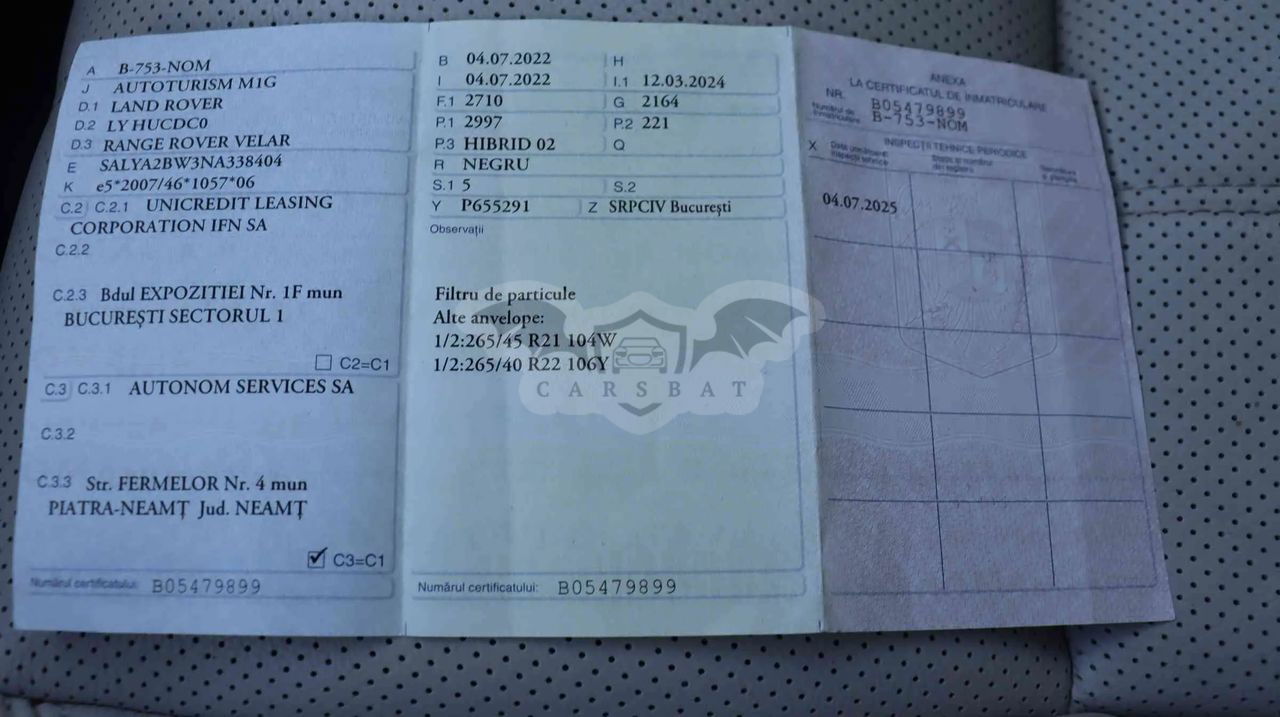 A B-753-NOM
J AUTOTURISM M1G
D.1 LAND ROVER
D.2 LY HUCDC0
D.3 RANGE ROVER VELAR
E SALYA2BW3NA338404
K e5*2007/46*1057*06
C.2 C.2.1 UNICREDIT LEASING
CORPORATION IFN SA
C.2.2
C.2.3 Bdul EXPOZITIEI Nr. 1F mun
BUCUREȘTI SECTORUL 1
C2=C1
C.3 C.3.1 AUTONOM SERVICES SA
C.3.2
C.3.3 Str. FERMELOR Nr. 4 mun
PIATRA-NEAMȚ Jud. NEAMȚ
C3=C1
Numărul certificatului: B05479899
B 04.07.2022 H
I 04.07.2022 I.1 12.03.2024
F.1 2710 G 2164
P.1 2997 P.2 221
P.3 HIBRID 02 Q
R NEGRU
S.1 5 S.2
Y P655291 Z SRPCIV București
Observații
Filtru de particule
Alte anvelope:
1/2:265/45 R21 104W
1/2:265/40 R22 106Y
CARSBAT
Numărul certificatului: B05479899
ANEXA
LA CERTIFICATUL DE ÎNMATRICULARE
NR. B05479899
Numărul de înmatriculare B-753-NOM
INSPECȚII TEHNICE PERIODICE
X
04.07.2025